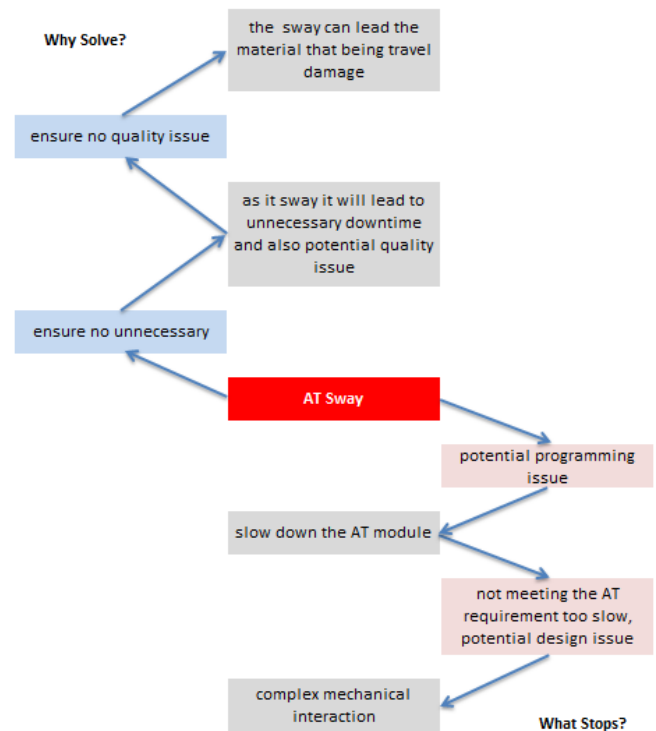 Why Solve?
the sway can lead the
material that being travel
damage
ensure no quality issue
as it sway it will lead to
unnecessary downtime
and also potential quality
issue
ensure no unnecessary
AT Sway
potential programming
issue
slow down the AT module
not meeting the AT
requirement too slow,
potential design issue
complex mechanical
interaction
What Stops?